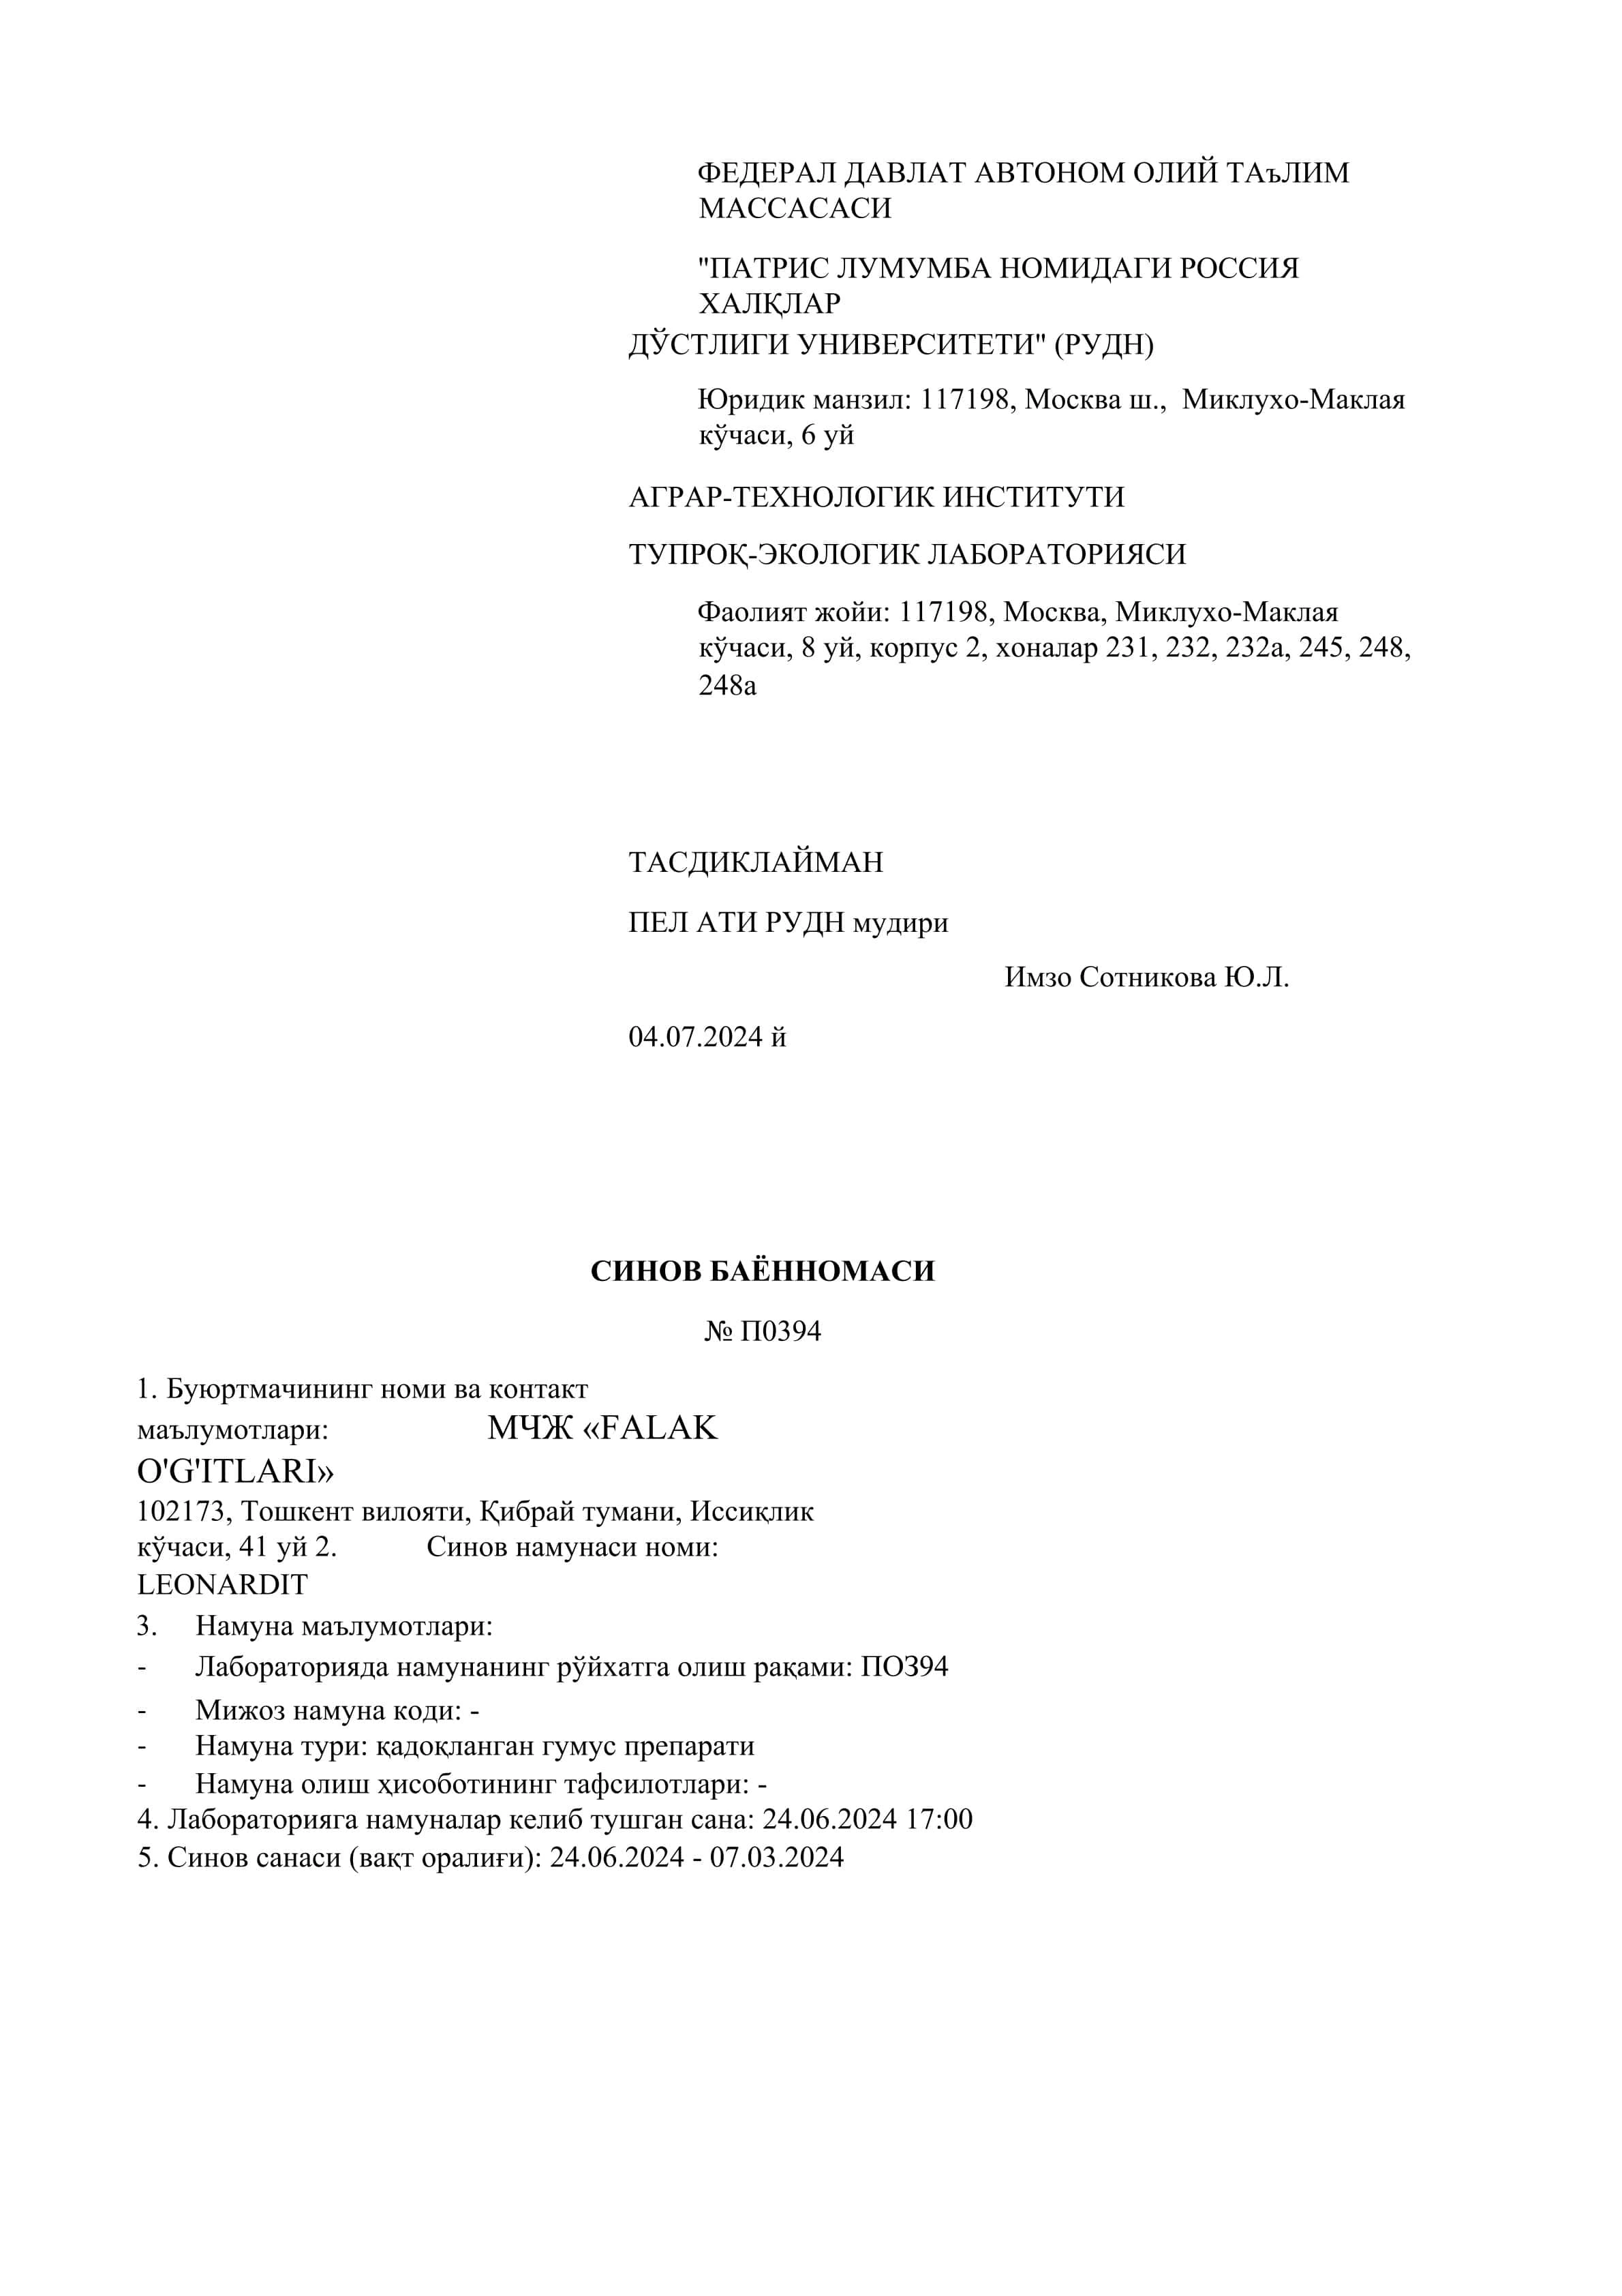 ФЕДЕРАЛ ДАВЛАТ АВТОНОМ ОЛИЙ ТАъЛИМ
МАССАСАСИ
"ПАТРИС ЛУМУМБА НОМИДАГИ РОССИЯ
ХАЛҚЛАР
ДЎСТЛИГИ УНИВЕРСИТЕТИ" (РУДН)
Юридик манзил: 117198, Москва ш.,  Миклухо-Маклая
кўчаси, 6 уй
АГРАР-ТЕХНОЛОГИК ИНСТИТУТИ
ТУПРОҚ-ЭКОЛОГИК ЛАБОРАТОРИЯСИ
Фаолият жойи: 117198, Москва, Миклухо-Маклая
кўчаси, 8 уй, корпус 2, хоналар 231, 232, 232а, 245, 248,
248а
ТАСДИКЛАЙМАН
ПЕЛ АТИ РУДН мудири
Имзо Сотникова Ю.Л.
04.07.2024 й
СИНОВ БАЁННОМАСИ
№ П0394
1. Буюртмачининг номи ва контакт
маълумотлари: МЧЖ «FALAK
O'G'ITLARI»
102173, Тошкент вилояти, Қибрай тумани, Иссиқлик
кўчаси, 41 уй 2. Синов намунаси номи:
LEONARDIT
3. Намуна маълумотлари:
- Лабораторияда намунанинг рўйхатга олиш рақами: ПОЗ94
- Мижоз намуна коди: -
- Намуна тури: қадоқланган гумус препарати
- Намуна олиш ҳисоботининг тафсилотлари: -
4. Лабораторияга намуналар келиб тушган сана: 24.06.2024 17:00
5. Синов санаси (вақт оралиғи): 24.06.2024 - 07.03.2024